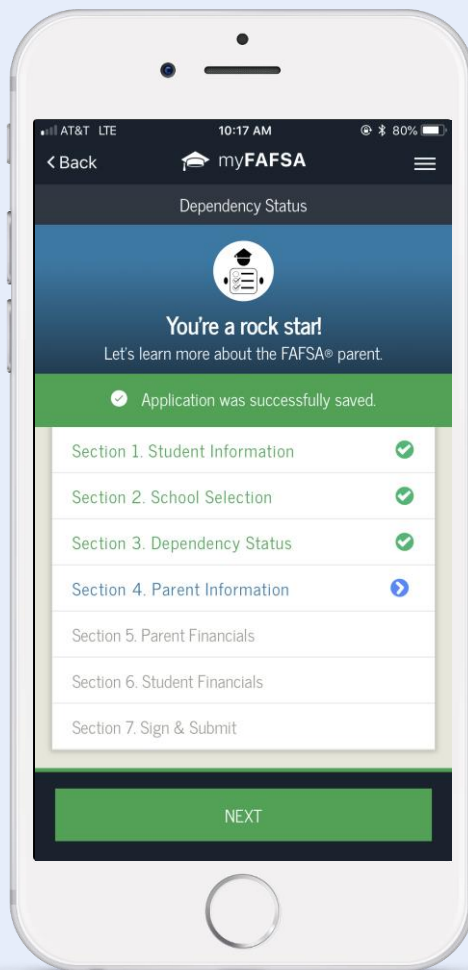 AT&T LTE 10:17 AM 80%
Back myFAFSA
Dependency Status
You're a rock star!
Let's learn more about the FAFSA® parent.
Application was successfully saved.
Section 1. Student Information
Section 2. School Selection
Section 3. Dependency Status
Section 4. Parent Information
Section 5. Parent Financials
Section 6. Student Financials
Section 7. Sign & Submit
NEXT